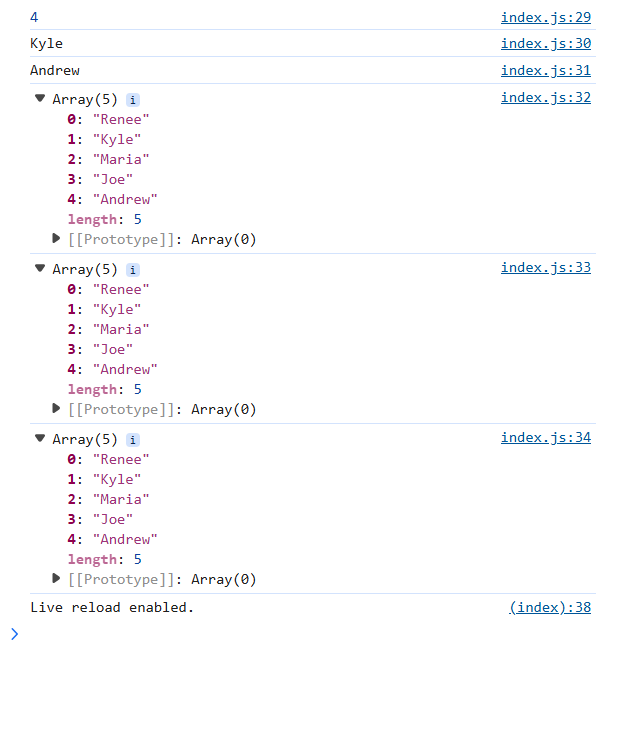 4 index.js:29
Kyle index.js:30
Andrew index.js:31
Array(5) i index.js:32
0: "Renee"
1: "Kyle"
2: "Maria"
3: "Joe"
4: "Andrew"
length: 5
[[Prototype]]: Array(0)
Array(5) i index.js:33
0: "Renee"
1: "Kyle"
2: "Maria"
3: "Joe"
4: "Andrew"
length: 5
[[Prototype]]: Array(0)
Array(5) i index.js:34
0: "Renee"
1: "Kyle"
2: "Maria"
3: "Joe"
4: "Andrew"
length: 5
[[Prototype]]: Array(0)
Live reload enabled. (index):38